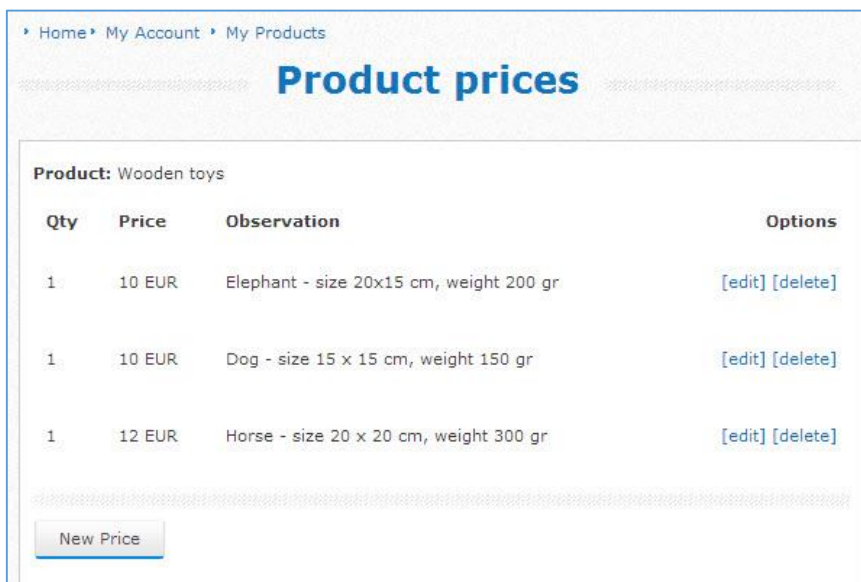 Home My Account My Products
Product prices
Product: Wooden toys
Qty Price Observation Options
1 10 EUR Elephant - size 20x15 cm, weight 200 gr [edit] [delete]
1 10 EUR Dog - size 15 x 15 cm, weight 150 gr [edit] [delete]
1 12 EUR Horse - size 20 x 20 cm, weight 300 gr [edit] [delete]
New Price